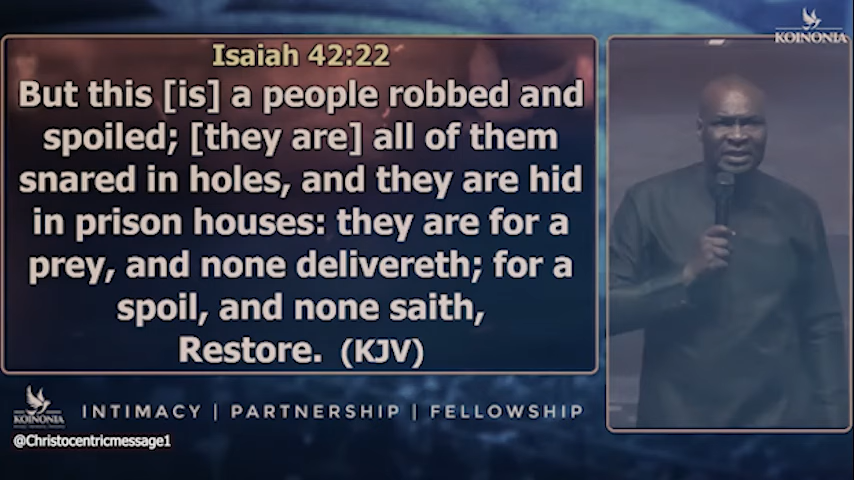 KOINONIA
Isaiah 42:22
But this [is] a people robbed and
spoiled; [they are] all of them
snared in holes, and they are hid
in prison houses: they are for a
prey, and none delivereth; for a
spoil, and none saith,
Restore. (KJV)
KOINONIA
INTIMACY | PARTNERSHIP | FELLOWSHIP
@Christocentricmessage1